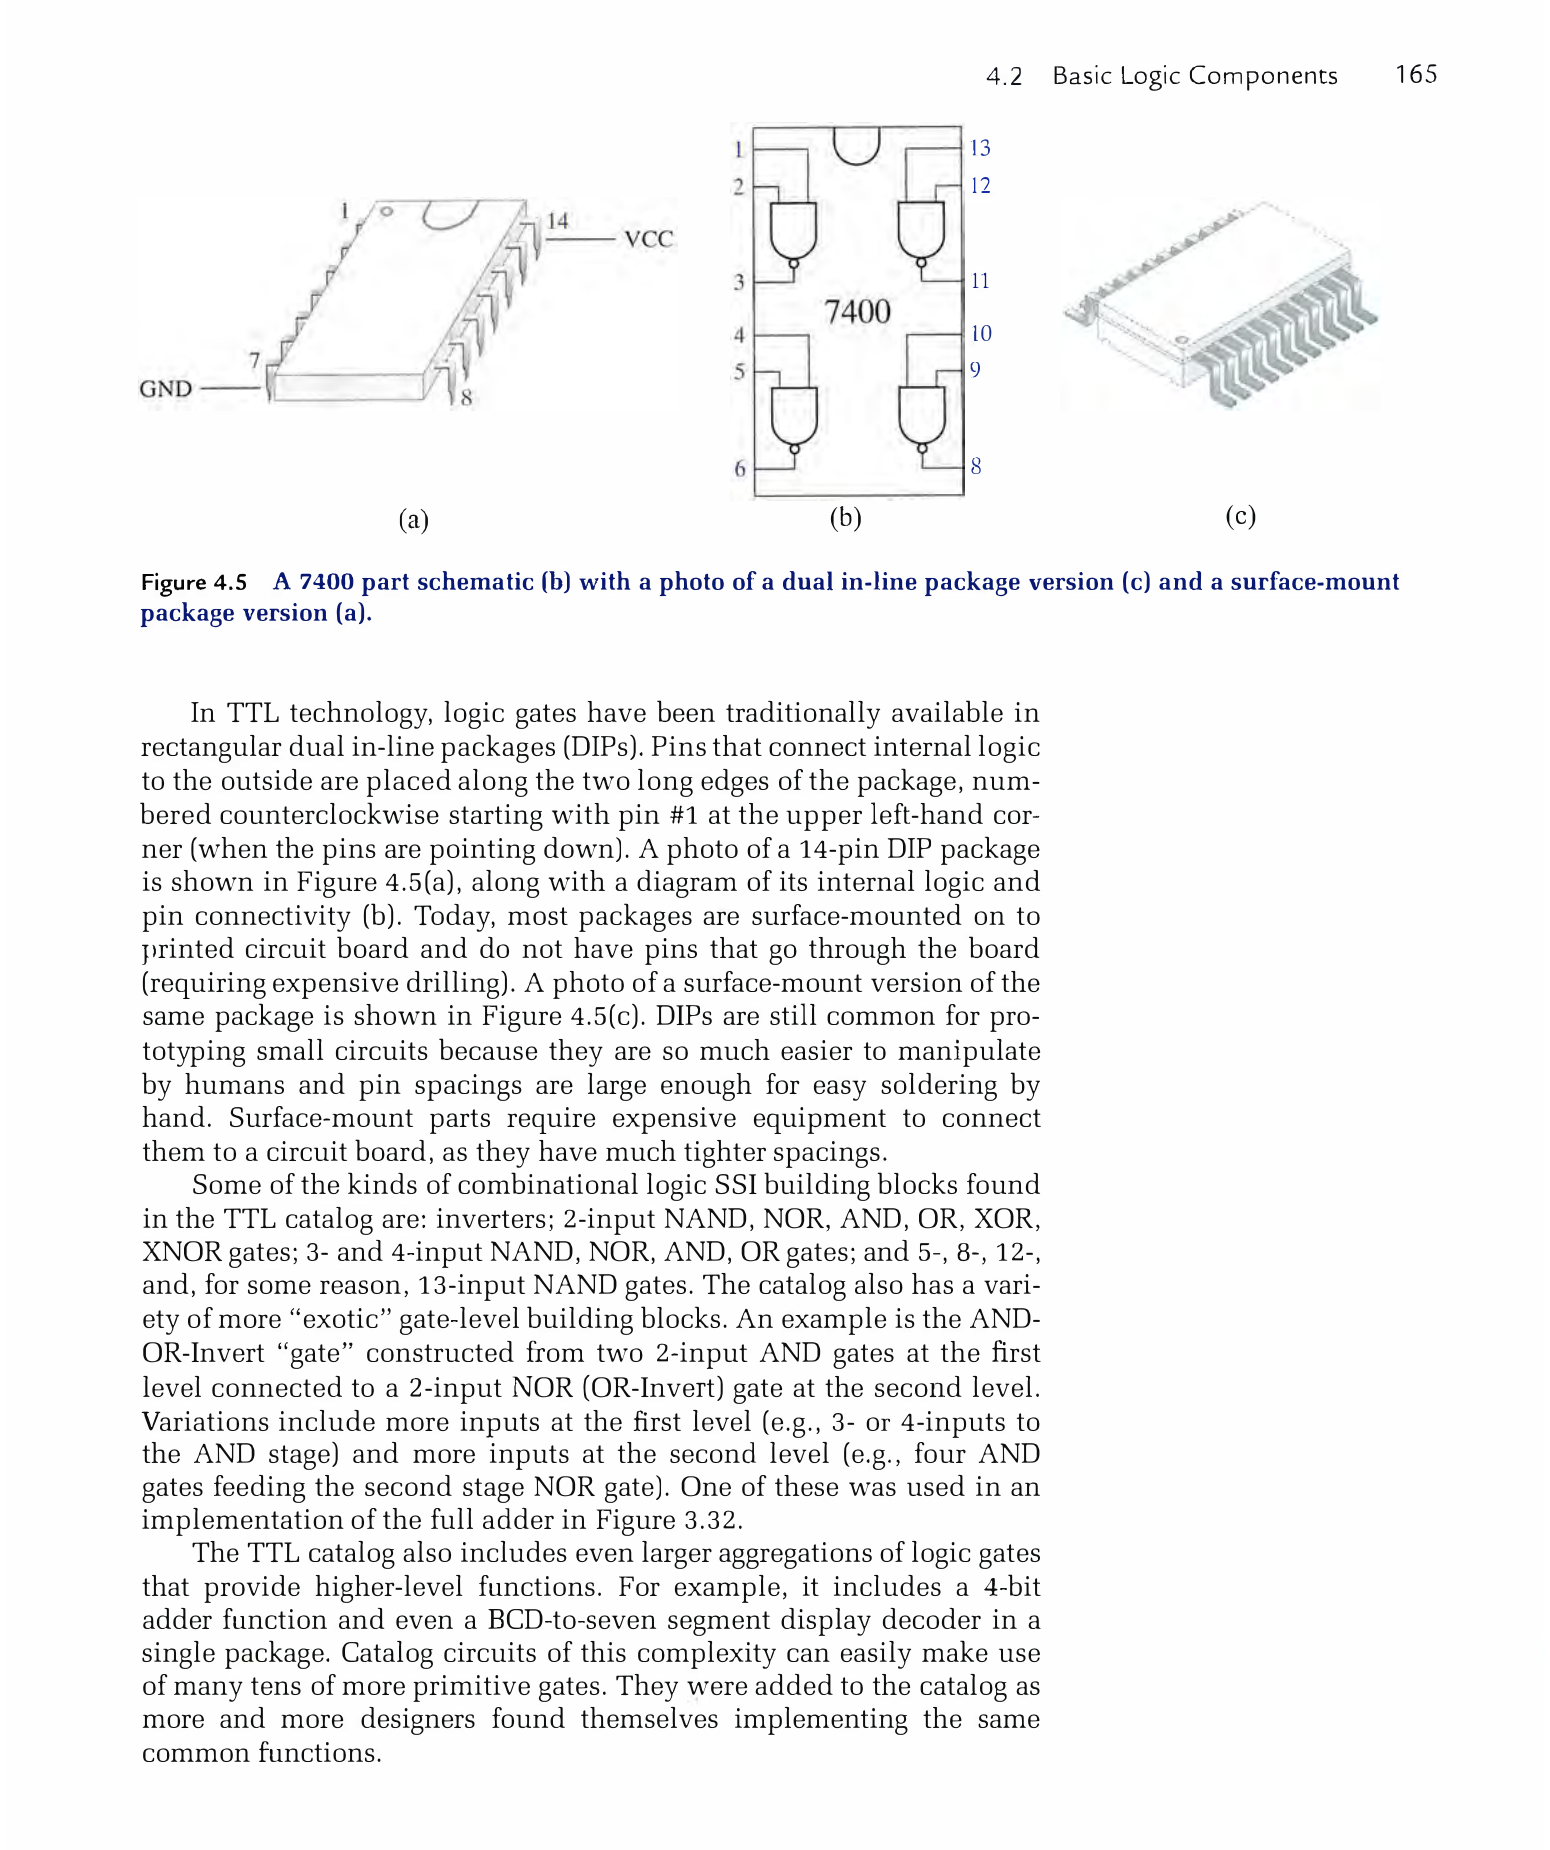 4.2 Basic Logic Components 165
1
14
VCC
7
GND
8
1
2
3
4
5
6
7400
13
12
11
10
9
8
(a)
(b)
(c)
Figure 4.5 A 7400 part schematic (b) with a photo of a dual in-line package version (c) and a surface-mount
package version (a).
In TTL technology, logic gates have been traditionally available in
rectangular dual in-line packages (DIPs). Pins that connect internal logic
to the outside are placed along the two long edges of the package, num-
bered counterclockwise starting with pin #1 at the upper left-hand cor-
ner (when the pins are pointing down). A photo of a 14-pin DIP package
is shown in Figure 4.5(a), along with a diagram of its internal logic and
pin connectivity (b). Today, most packages are surface-mounted on to
printed circuit board and do not have pins that go through the board
(requiring expensive drilling). A photo of a surface-mount version of the
same package is shown in Figure 4.5(c). DIPs are still common for pro-
totyping small circuits because they are so much easier to manipulate
by humans and pin spacings are large enough for easy soldering by
hand. Surface-mount parts require expensive equipment to connect
them to a circuit board, as they have much tighter spacings.
Some of the kinds of combinational logic SSI building blocks found
in the TTL catalog are: inverters; 2-input NAND, NOR, AND, OR, XOR,
XNOR gates; 3- and 4-input NAND, NOR, AND, OR gates; and 5-, 8-, 12-,
and, for some reason, 13-input NAND gates. The catalog also has a vari-
ety of more “exotic” gate-level building blocks. An example is the AND-
OR-Invert “gate” constructed from two 2-input AND gates at the first
level connected to a 2-input NOR (OR-Invert) gate at the second level.
Variations include more inputs at the first level (e.g., 3- or 4-inputs to
the AND stage) and more inputs at the second level (e.g., four AND
gates feeding the second stage NOR gate). One of these was used in an
implementation of the full adder in Figure 3.32.
The TTL catalog also includes even larger aggregations of logic gates
that provide higher-level functions. For example, it includes a 4-bit
adder function and even a BCD-to-seven segment display decoder in a
single package. Catalog circuits of this complexity can easily make use
of many tens of more primitive gates. They were added to the catalog as
more and more designers found themselves implementing the same
common functions.